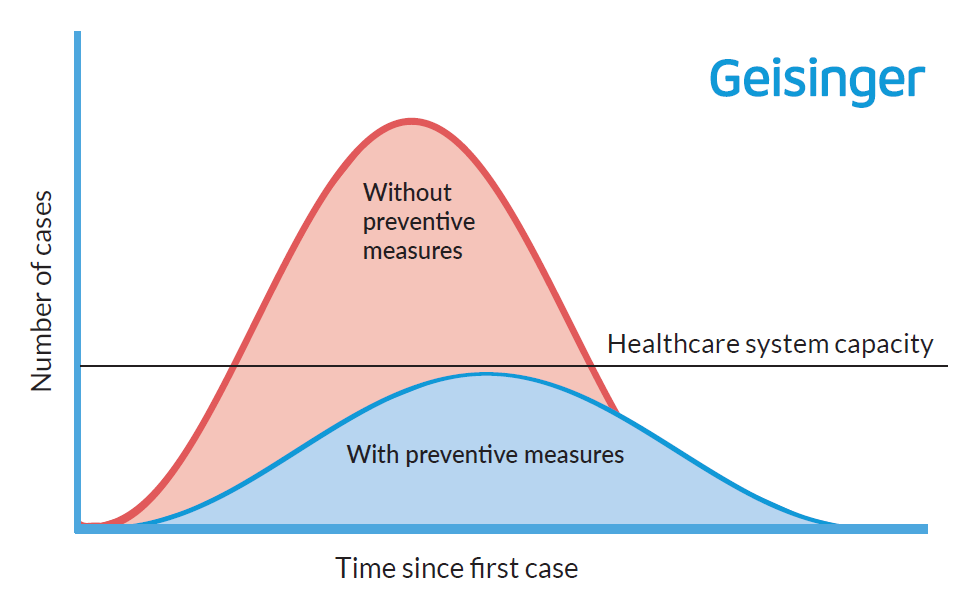 Geisinger
Number of cases
Without
preventive
measures
Healthcare system capacity
With preventive measures
Time since first case